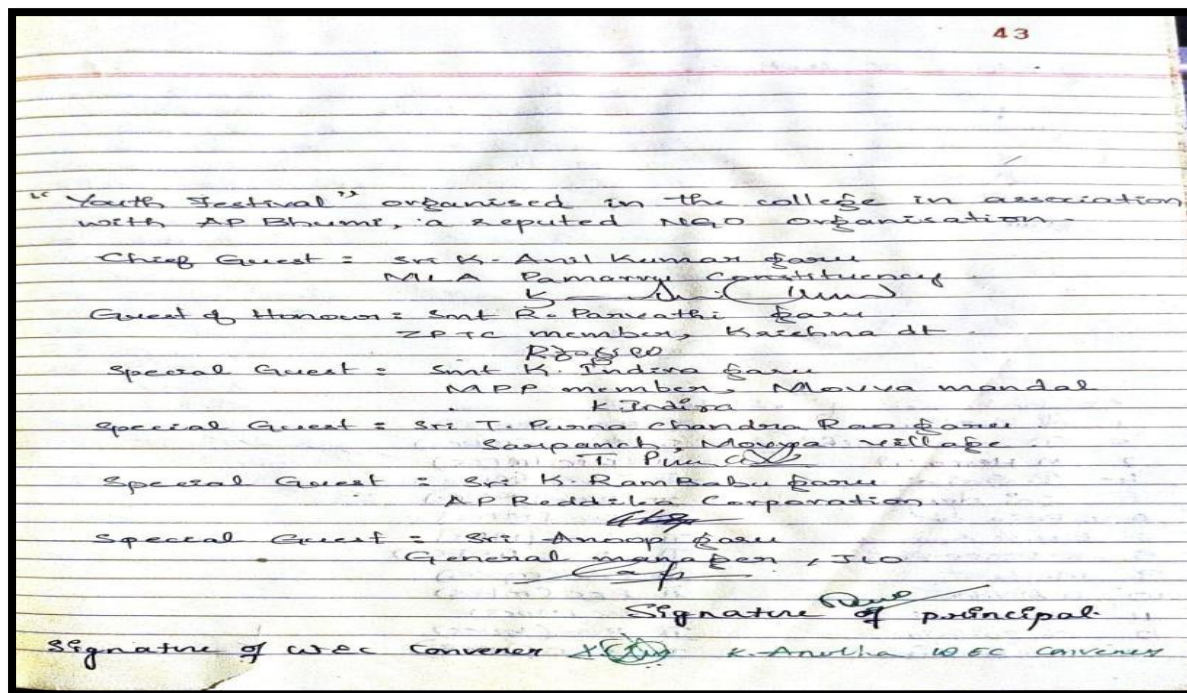 43
"Youth Festival" organised in the college in association
with AP Bhumi, a reputed NGO organisation.
Chief Guest : Sri K. Anil Kumar garu
MLA Pamarru Constituency
Guest of Honour : Smt R. Parvathi garu
ZPTC member, Krishna dt
Special Guest : Smt K. Indira garu
MPP member, Movva mandal
K Indira
Special Guest : Sri T. Purna Chandra Rao garu
Sarpanch, Movva village
Special Guest : Sri K. RamBabu garu
AP Reddika Corporation
Special Guest : Sri Anoop garu
General manager, JIO
Signature of principal.
Signature of WEC Convener K. Anutha WEC Convener